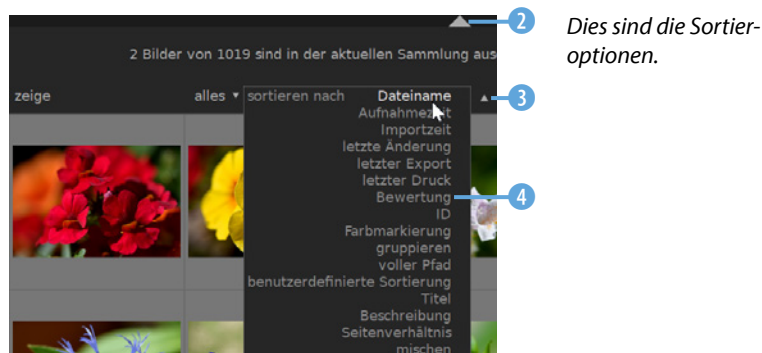 2
Dies sind die Sortier-
optionen.
2 Bilder von 1019 sind in der aktuellen Sammlung aus
zeige alles ▾ sortieren nach Dateiname ▲ 3
Aufnahmezeit
Importzeit
letzte Änderung
letzter Export
letzter Druck
Bewertung 4
ID
Farbmarkierung
gruppieren
voller Pfad
benutzerdefinierte Sortierung
Titel
Beschreibung
Seitenverhältnis
mischen